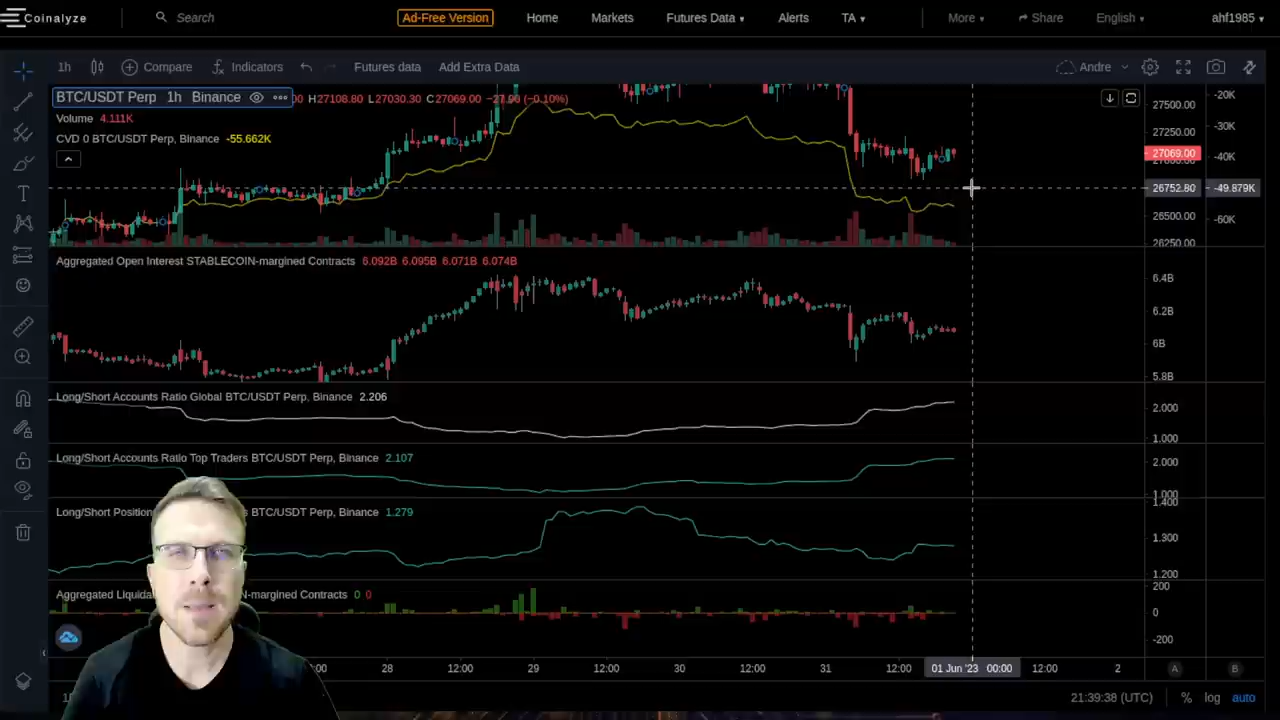 Coinalyze
Search
Ad-Free Version
Home
Markets
Futures Data
Alerts
TA
More
Share
English
ahf1985
1h
Compare
Indicators
Futures data
Add Extra Data
Andre
BTC/USDT Perp 1h Binance
H27108.80 L27030.30 C27069.00 (−0.10%)
Volume 4.111K
CVD 0 BTC/USDT Perp, Binance -55.662K
27500.00
27250.00
27069.00
26752.80
26500.00
26250.00
-20K
-30K
-40K
-49.879K
-60K
Aggregated Open Interest STABLECOIN-margined Contracts 6.092B 6.095B 6.071B 6.074B
6.4B
6.2B
6B
5.8B
Long/Short Accounts Ratio Global BTC/USDT Perp, Binance 2.206
2.000
1.000
Long/Short Accounts Ratio Top Traders BTC/USDT Perp, Binance 2.107
2.000
1.000
Long/Short BTC/USDT Perp, Binance 1.279
1.400
1.300
1.200
Aggregated N-margined Contracts 0 0
200
0
-200
28 12:00 29 12:00 30 12:00 31 12:00 01 Jun '23 00:00 12:00 2
A
B
21:39:38 (UTC)
%
log
auto